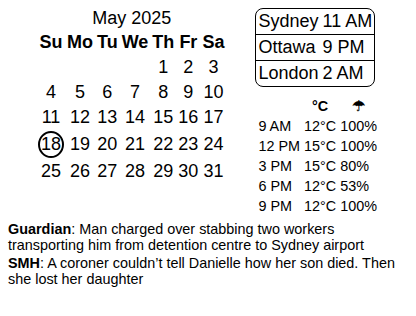 May 2025
Su Mo Tu We Th Fr Sa
1 2 3
4 5 6 7 8 9 10
11 12 13 14 15 16 17
18 19 20 21 22 23 24
25 26 27 28 29 30 31
Sydney 11 AM
Ottawa 9 PM
London 2 AM
°C ☂
9 AM 12°C 100%
12 PM 15°C 100%
3 PM 15°C 80%
6 PM 12°C 53%
9 PM 12°C 100%
Guardian: Man charged over stabbing two workers
transporting him from detention centre to Sydney airport
SMH: A coroner couldn’t tell Danielle how her son died. Then
she lost her daughter